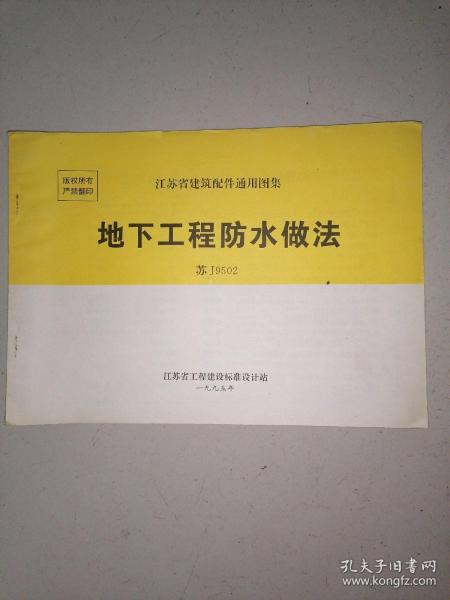 版权所有
严禁翻印
江苏省建筑配件通用图集
地下工程防水做法
苏J9502
江苏省工程建设标准设计站
一九九五年
孔夫子旧书网
www.kongfz.com